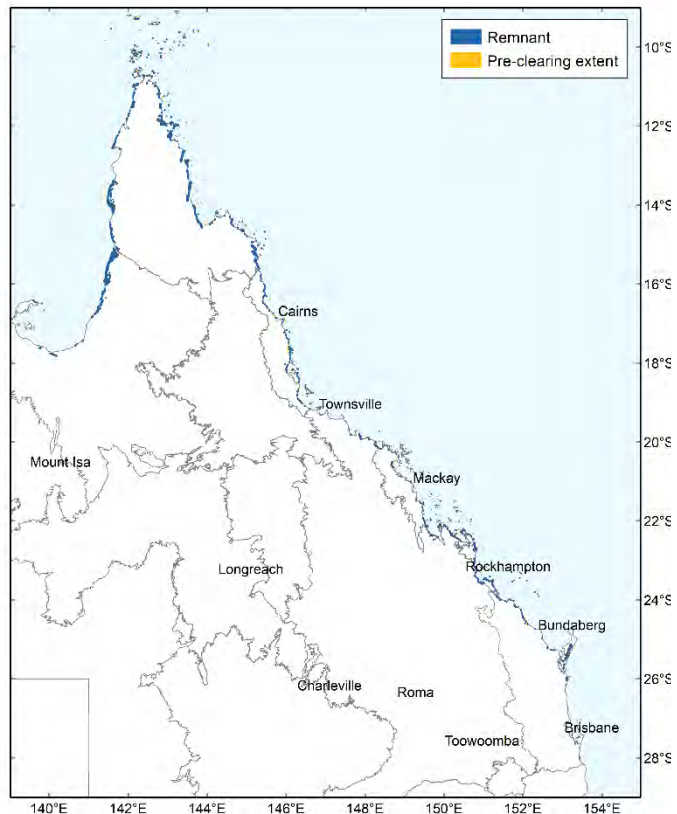 Remnant
Pre-clearing extent
10°S
12°S
14°S
16°S
Cairns
18°S
Townsville
20°S
Mount Isa
Mackay
22°S
Longreach
Rockhampton
24°S
Bundaberg
Charleville
Roma
26°S
Brisbane
Toowoomba
28°S
140°E 142°E 144°E 146°E 148°E 150°E 152°E 154°E